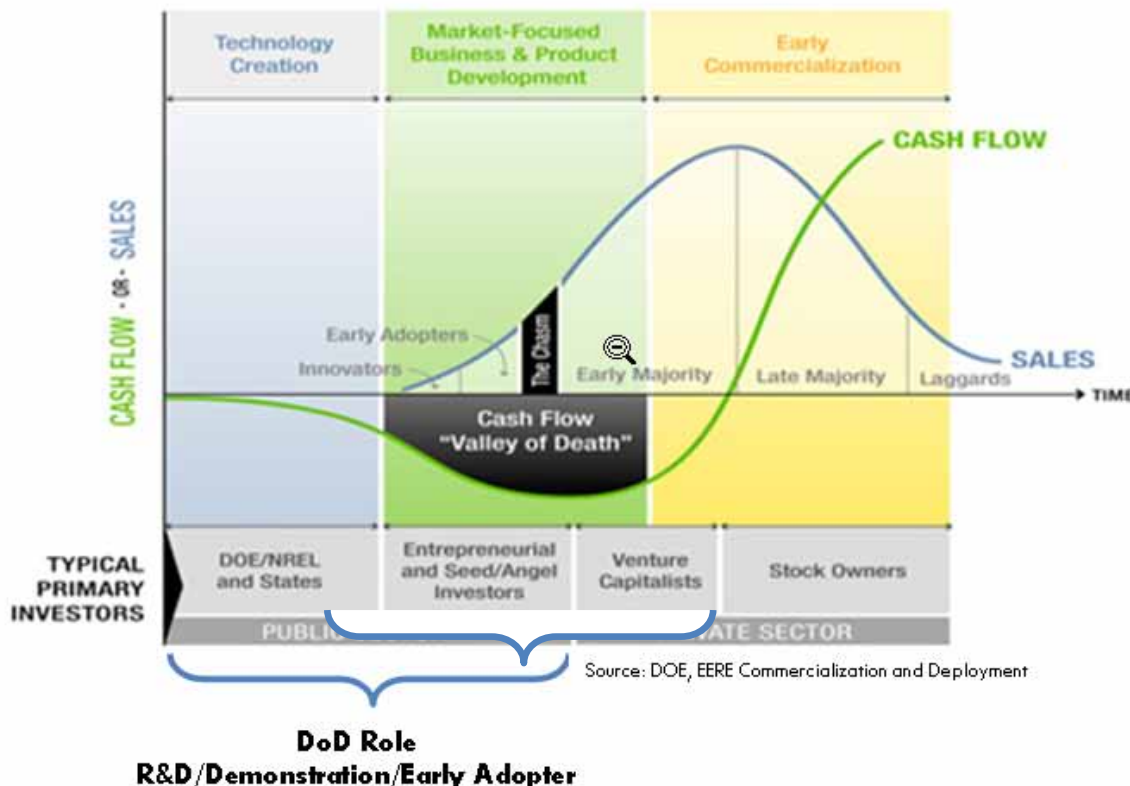 Technology
Creation
Market-Focused
Business & Product
Development
Early
Commercialization
CASH FLOW
CASH FLOW - OR - SALES
Early Adopters
Innovators
The Chasm
Early Majority
Late Majority
Laggards
SALES
TIME
Cash Flow
"Valley of Death"
TYPICAL
PRIMARY
INVESTORS
DOE/NREL
and States
Entrepreneurial
and Seed/Angel
Investors
Venture
Capitalists
Stock Owners
PUBLIC
VATE SECTOR
Source: DOE, EERE Commercialization and Deployment
DoD Role
R&D/Demonstration/Early Adopter